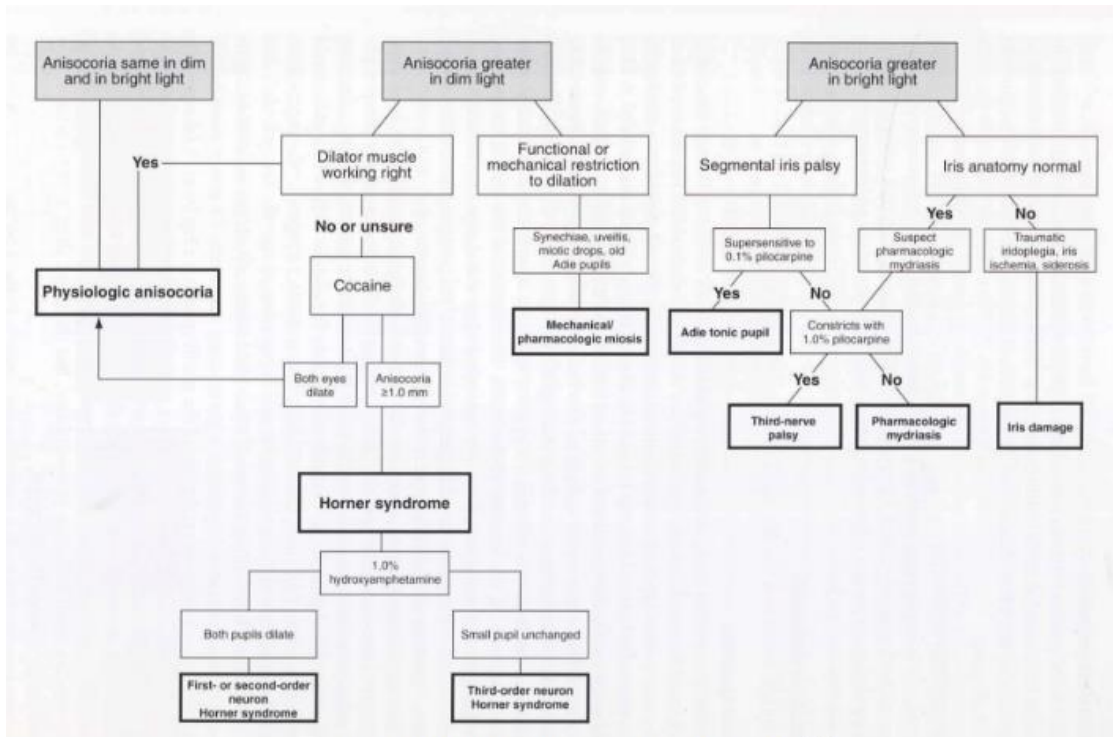 Anisocoria same in dim
and in bright light
Anisocoria greater
in dim light
Anisocoria greater
in bright light
Yes
Dilator muscle
working right
Functional or
mechanical restriction
to dilation
Segmental iris palsy
Iris anatomy normal
No or unsure
Yes
No
Synechiae, uveitis,
miotic drops, old
Adie pupils
Supersensitive to
0.1% pilocarpine
Suspect
pharmacologic
mydriasis
Traumatic
iridoplegia, iris
ischemia, siderosis
Physiologic anisocoria
Cocaine
Yes
No
Mechanical/
pharmacologic miosis
Adie tonic pupil
Constricts with
1.0% pilocarpine
Both eyes
dilate
Anisocoria
≥1.0 mm
Yes
No
Third-nerve
palsy
Pharmacologic
mydriasis
Iris damage
Horner syndrome
1.0%
hydroxyamphetamine
Both pupils dilate
Small pupil unchanged
First- or second-order
neuron
Horner syndrome
Third-order neuron
Horner syndrome